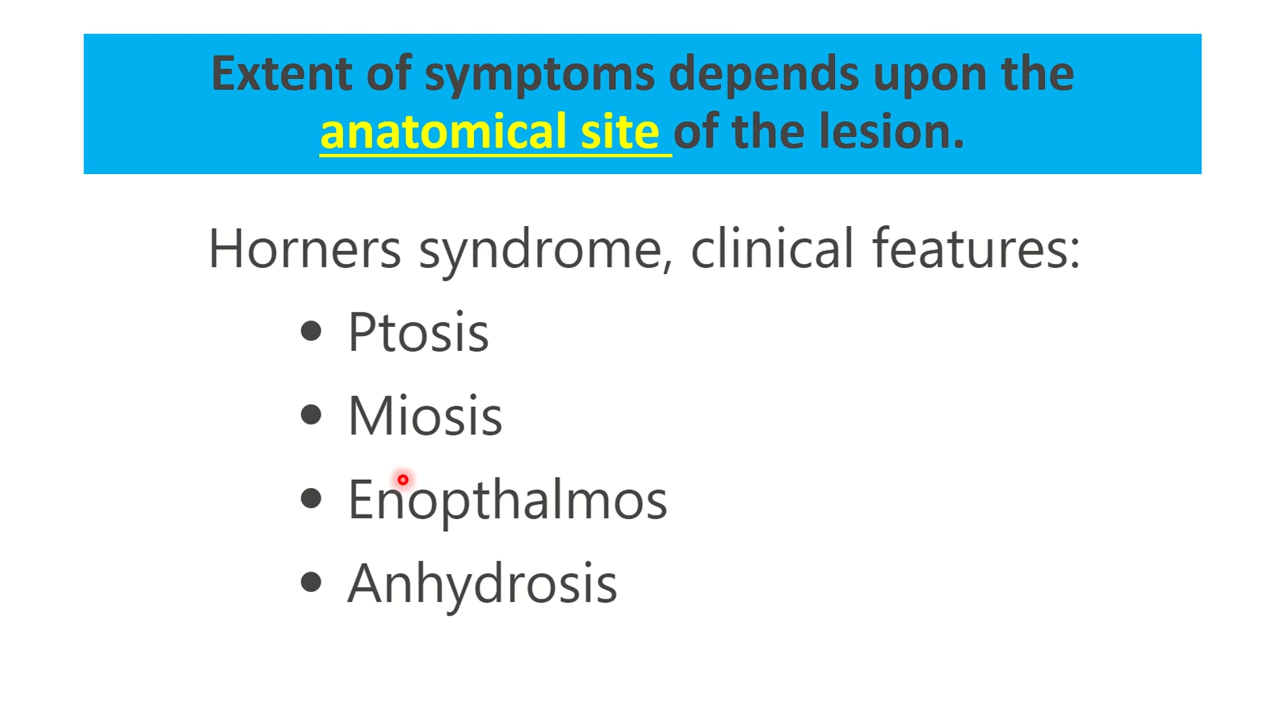 Extent of symptoms depends upon the
anatomical site of the lesion.
Horners syndrome, clinical features:
• Ptosis
• Miosis
• Enopthalmos
• Anhydrosis